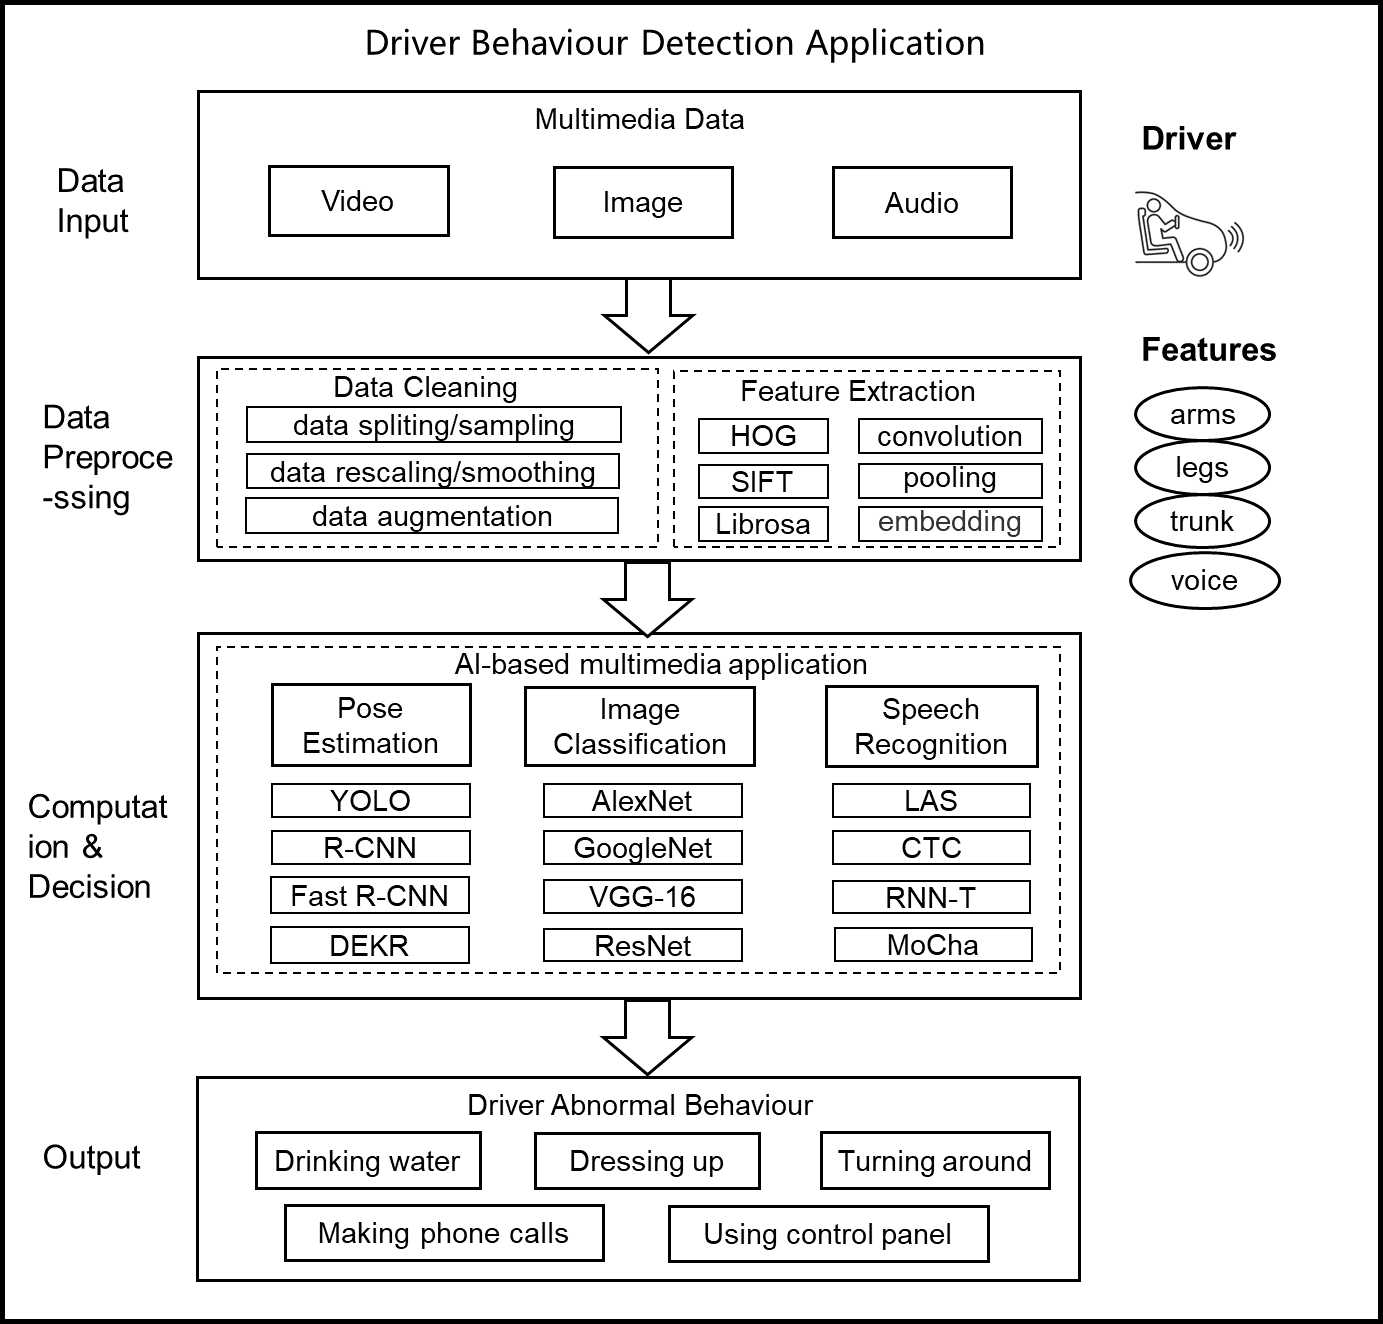 Driver Behaviour Detection Application
Data
Input
Multimedia Data
Video
Image
Audio
Driver
Data
Preproce
-ssing
Data Cleaning
data spliting/sampling
data rescaling/smoothing
data augmentation
Feature Extraction
HOG
convolution
SIFT
pooling
Librosa
embedding
Features
arms
legs
trunk
voice
Computat
ion &
Decision
AI-based multimedia application
Pose
Estimation
YOLO
R-CNN
Fast R-CNN
DEKR
Image
Classification
AlexNet
GoogleNet
VGG-16
ResNet
Speech
Recognition
LAS
CTC
RNN-T
MoCha
Output
Driver Abnormal Behaviour
Drinking water
Dressing up
Turning around
Making phone calls
Using control panel